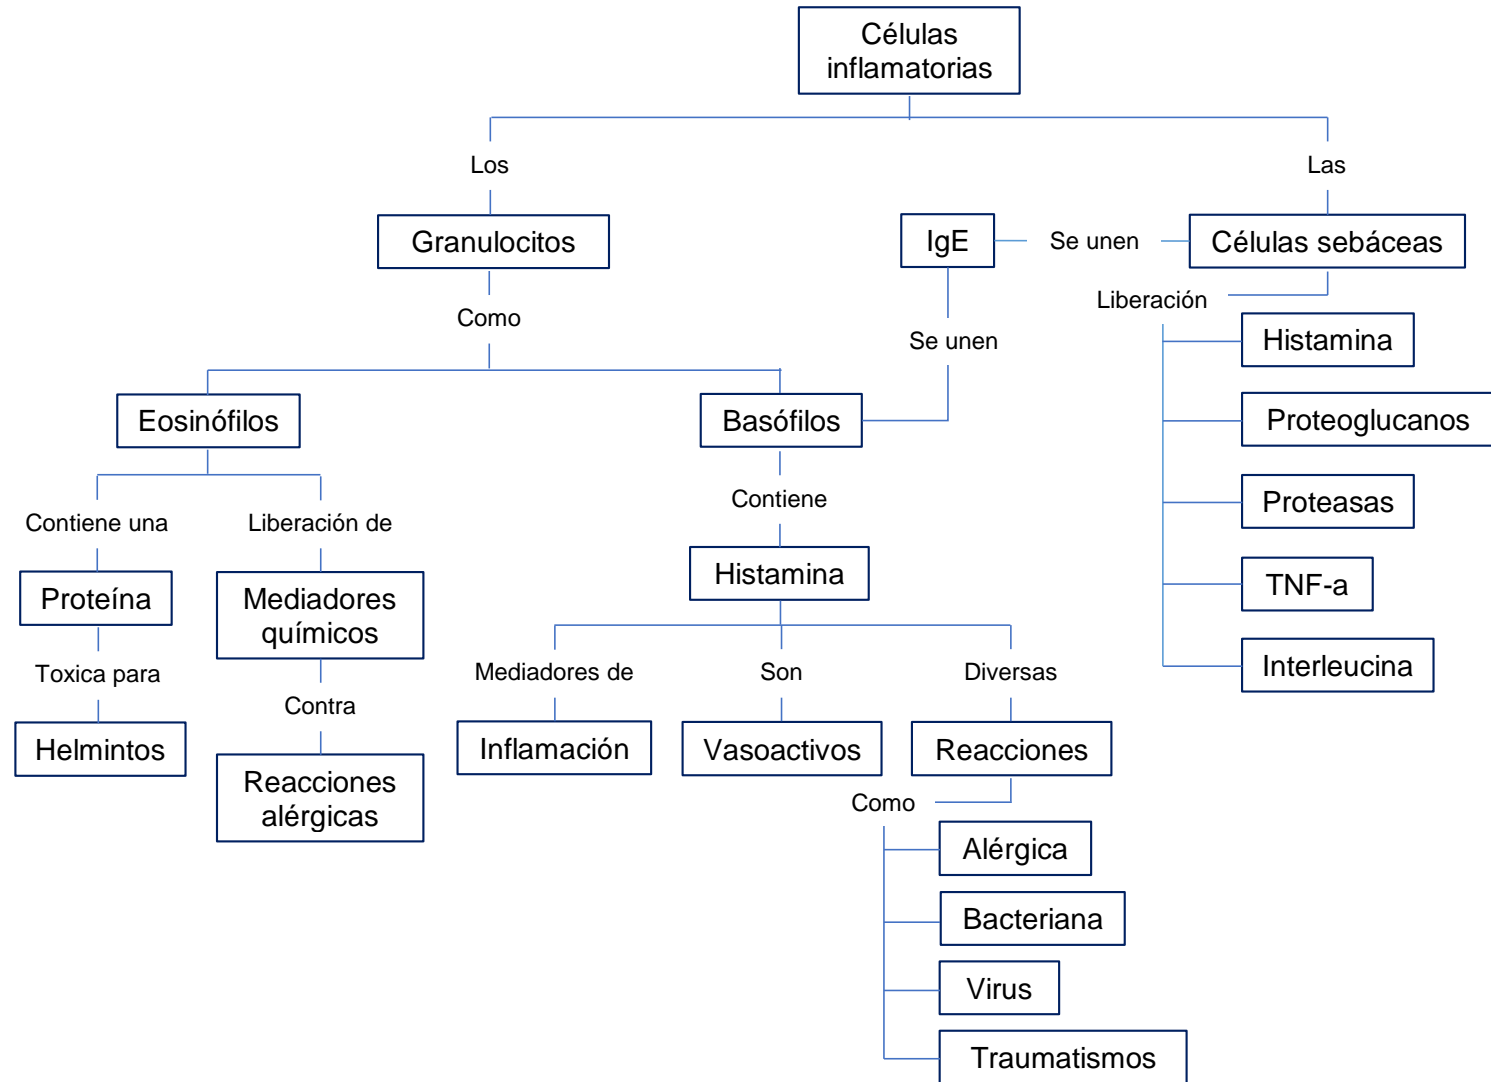 Células
inflamatorias
Los
Las
Granulocitos
IgE
Se unen
Células sebáceas
Liberación
Como
Se unen
Histamina
Eosinófilos
Basófilos
Proteoglucanos
Contiene una
Liberación de
Contiene
Proteasas
Proteína
Mediadores
químicos
Histamina
TNF-a
Toxica para
Contra
Mediadores de
Son
Diversas
Interleucina
Helmintos
Reacciones
alérgicas
Inflamación
Vasoactivos
Reacciones
Como
Alérgica
Bacteriana
Virus
Traumatismos